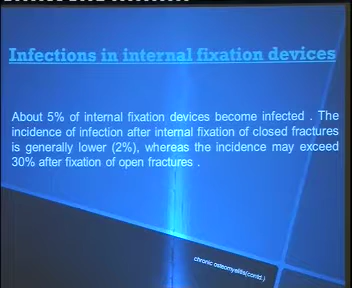 Infections in internal fixation devices
About 5% of internal fixation devices become infected . The
incidence of infection after internal fixation of closed fractures
is generally lower (2%), whereas the incidence may exceed
30% after fixation of open fractures .
chronic osteomyelitis(contd.)